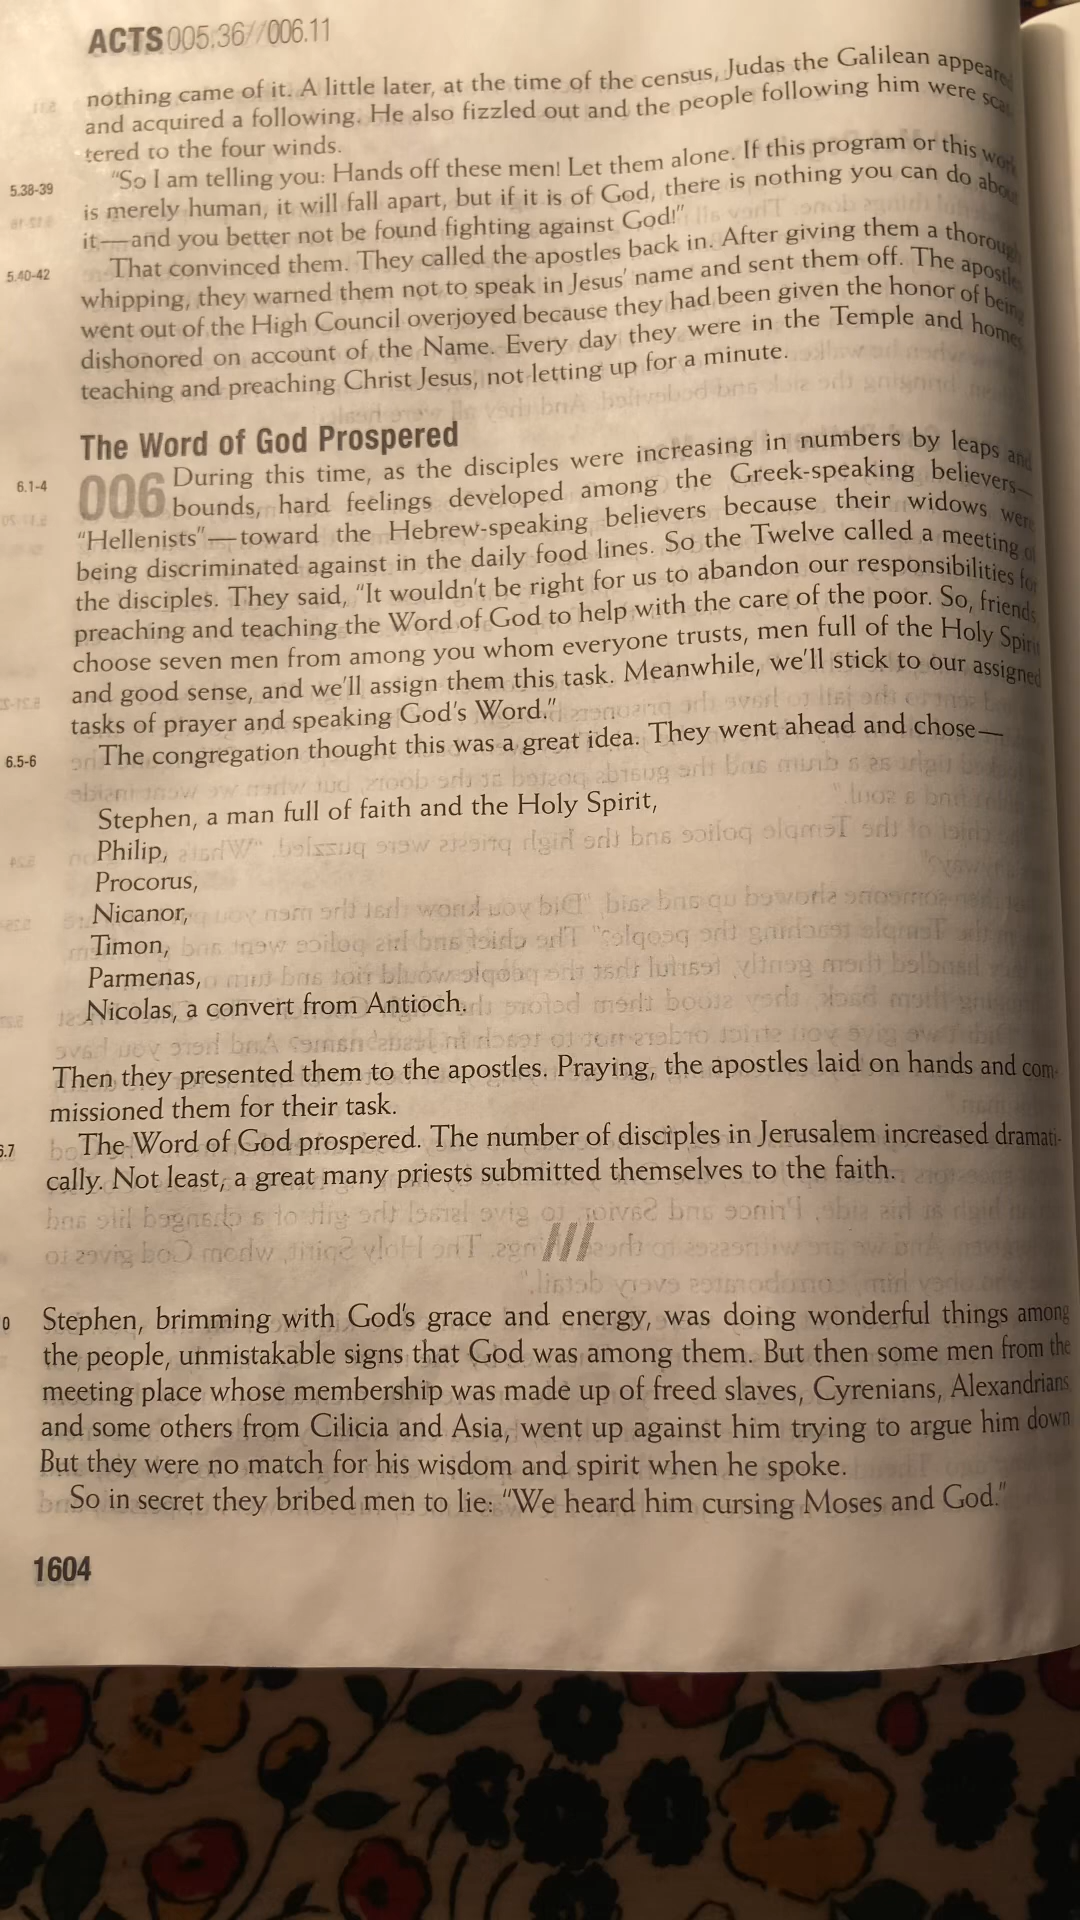 ACTS 005.36//006.11
nothing came of it. A little later, at the time of the census, Judas the Galilean appeared
and acquired a following. He also fizzled out and the people following him were scat-
tered to the four winds.
5.38-39 "So I am telling you: Hands off these men! Let them alone. If this program or this work
is merely human, it will fall apart, but if it is of God, there is nothing you can do about
it—and you better not be found fighting against God!"
5.40-42 That convinced them. They called the apostles back in. After giving them a thorough
whipping, they warned them not to speak in Jesus' name and sent them off. The apostles
went out of the High Council overjoyed because they had been given the honor of being
dishonored on account of the Name. Every day they were in the Temple and homes,
teaching and preaching Christ Jesus, not letting up for a minute.
The Word of God Prospered
6.1-4 006 During this time, as the disciples were increasing in numbers by leaps and
bounds, hard feelings developed among the Greek-speaking believers—
"Hellenists"—toward the Hebrew-speaking believers because their widows were
being discriminated against in the daily food lines. So the Twelve called a meeting of
the disciples. They said, "It wouldn't be right for us to abandon our responsibilities for
preaching and teaching the Word of God to help with the care of the poor. So, friends,
choose seven men from among you whom everyone trusts, men full of the Holy Spirit
and good sense, and we'll assign them this task. Meanwhile, we'll stick to our assigned
tasks of prayer and speaking God's Word."
6.5-6 The congregation thought this was a great idea. They went ahead and chose—
Stephen, a man full of faith and the Holy Spirit,
Philip,
Procorus,
Nicanor,
Timon,
Parmenas,
Nicolas, a convert from Antioch.
Then they presented them to the apostles. Praying, the apostles laid on hands and com-
missioned them for their task.
6.7 The Word of God prospered. The number of disciples in Jerusalem increased dramati-
cally. Not least, a great many priests submitted themselves to the faith.
///
0 Stephen, brimming with God's grace and energy, was doing wonderful things among
the people, unmistakable signs that God was among them. But then some men from the
meeting place whose membership was made up of freed slaves, Cyrenians, Alexandrians
and some others from Cilicia and Asia, went up against him trying to argue him down
But they were no match for his wisdom and spirit when he spoke.
So in secret they bribed men to lie: "We heard him cursing Moses and God."
1604